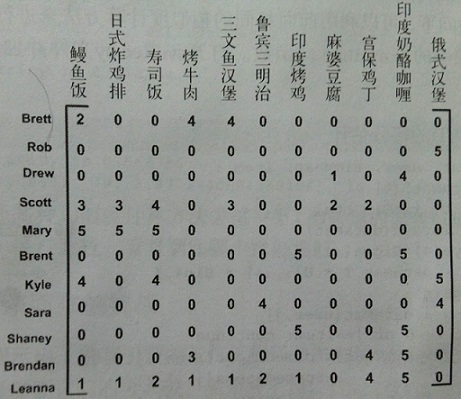 鳗鱼饭
日式炸鸡排
寿司饭
烤牛肉
三文鱼汉堡
鲁宾三明治
印度烤鸡
麻婆豆腐
宫保鸡丁
印度奶酪咖喱
俄式汉堡
Brett 2 0 0 4 4 0 0 0 0 0 0
Rob 0 0 0 0 0 0 0 0 0 0 5
Drew 0 0 0 0 0 0 0 1 0 4 0
Scott 3 3 4 0 3 0 0 2 2 0 0
Mary 5 5 5 0 0 0 0 0 0 0 0
Brent 0 0 0 0 0 0 5 0 0 5 0
Kyle 4 0 4 0 0 0 0 0 0 0 5
Sara 0 0 0 0 0 4 0 0 0 0 4
Shaney 0 0 0 0 0 0 5 0 0 5 0
Brendan 0 0 0 3 0 0 0 0 4 5 0
Leanna 1 1 2 1 1 2 1 0 4 5 0